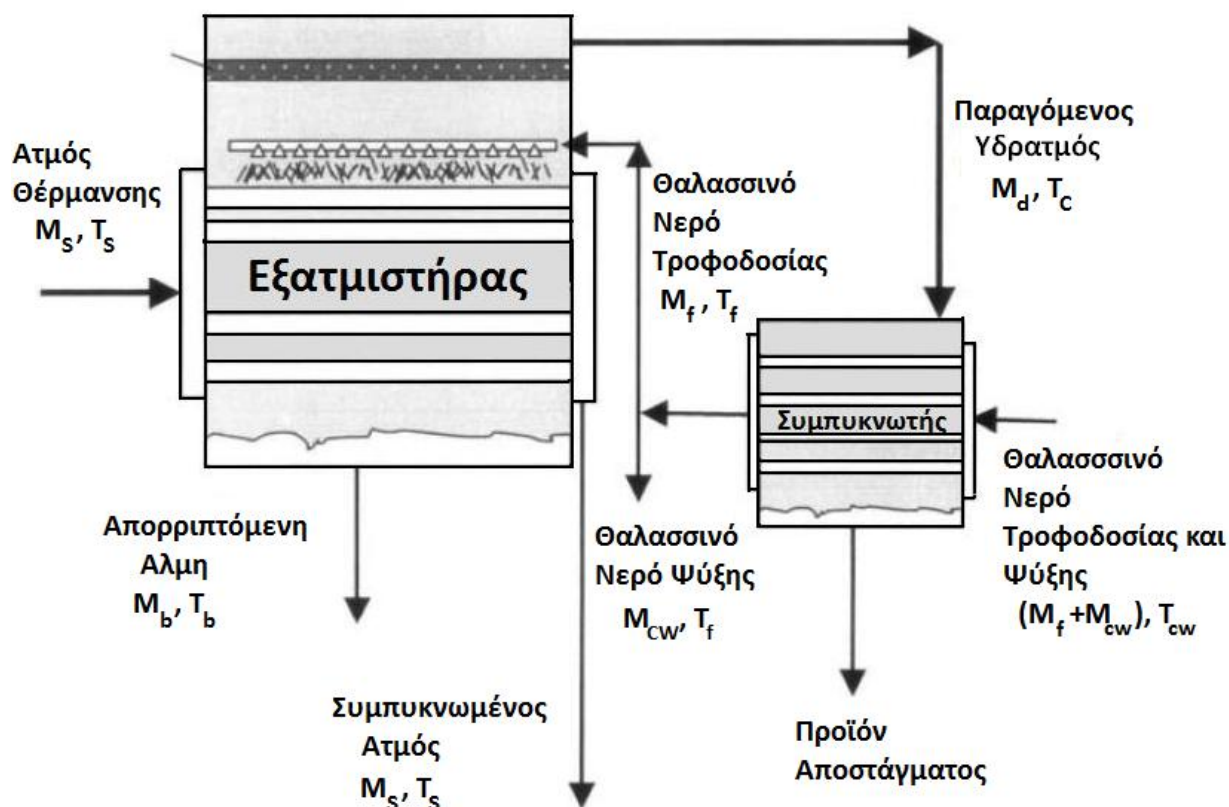 Ατμός
Θέρμανσης
M_S, T_S
Εξατμιστήρας
Θαλασσινό
Νερό
Τροφοδοσίας
M_f, T_f
Παραγόμενος
Υδρατμός
M_d, T_C
Συμπυκνωτής
Θαλασσσινό
Νερό
Τροφοδοσίας και
Ψύξης
(M_f +M_cw), T_cw
Απορριπτόμενη
Αλμη
M_b, T_b
Θαλασσινό
Νερό Ψύξης
M_CW, T_f
Συμπυκνωμένος
Ατμός
M_S, T_S
Προϊόν
Αποστάγματος